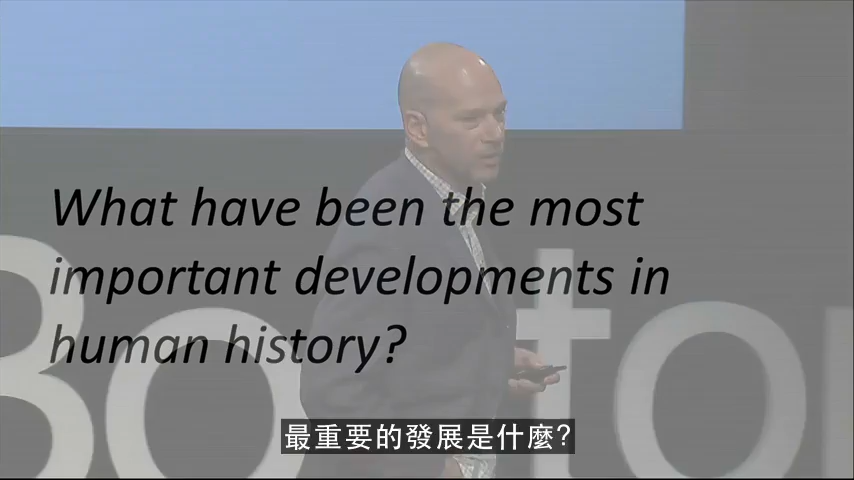 What have been the most
important developments in
human history?
Boston
最重要的發展是什麼?